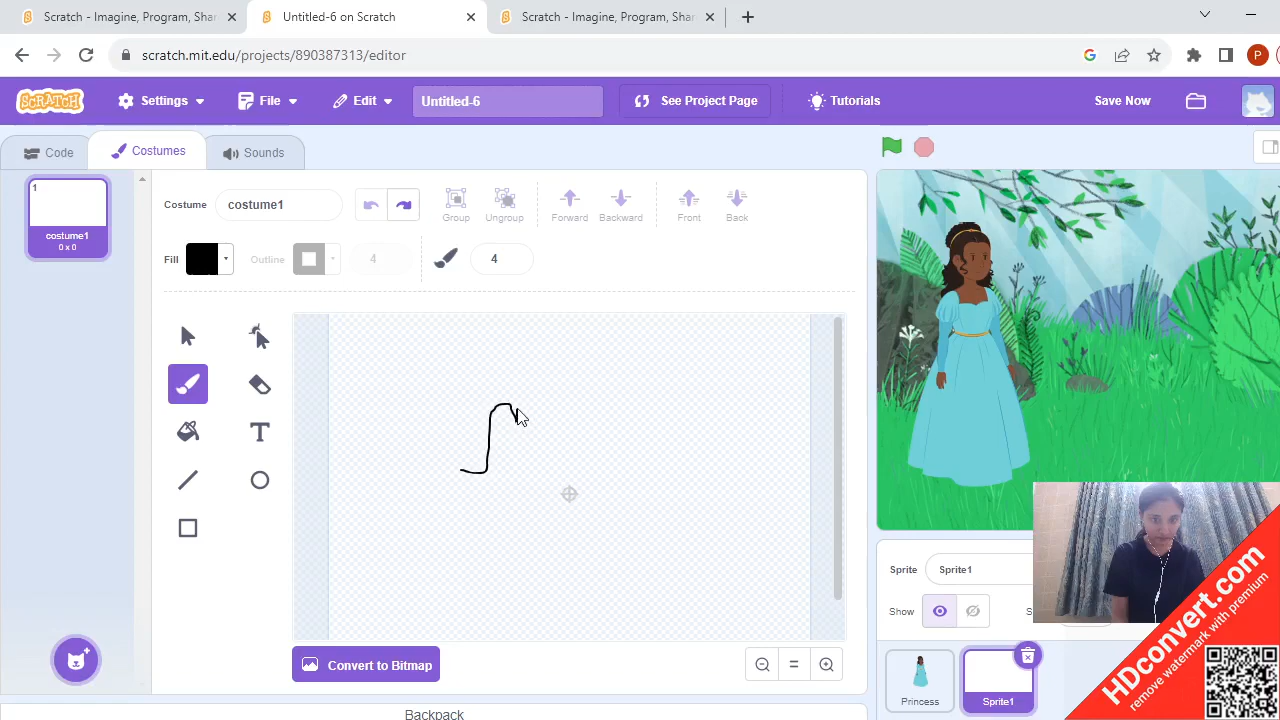 Scratch - Imagine, Program, Shar
Untitled-6 on Scratch
Scratch - Imagine, Program, Shar
scratch.mit.edu/projects/890387313/editor
P
SCRATCH
Settings
File
Edit
Untitled-6
See Project Page
Tutorials
Save Now
Code
Costumes
Sounds
1
costume1
0 x 0
Costume
costume1
Group
Ungroup
Forward
Backward
Front
Back
Fill
Outline
4
4
T
Convert to Bitmap
Backpack
Sprite
Sprite1
Show
S
Princess
Sprite1
HDconvert.com
remove watermark with premium